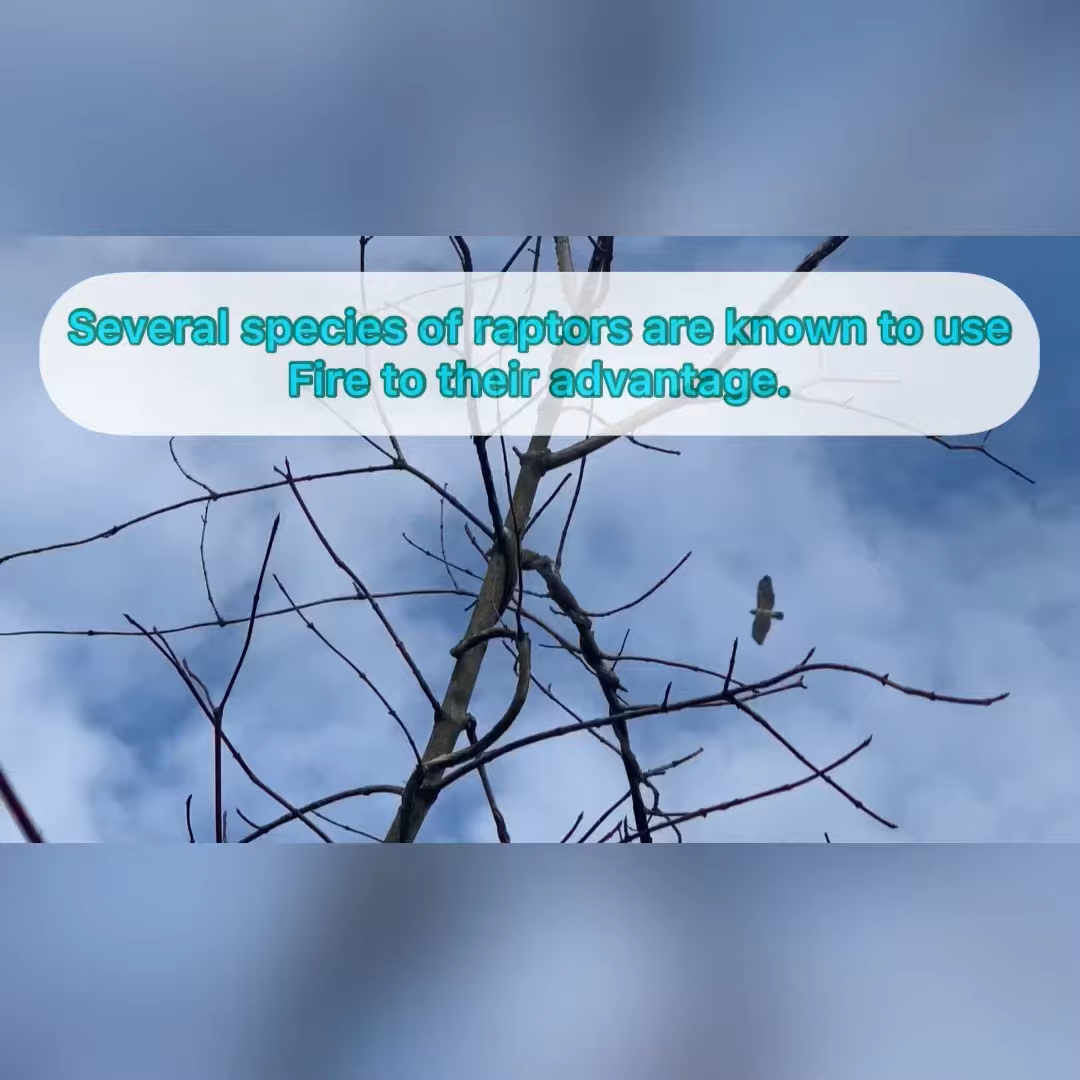 Several species of raptors are known to use
Fire to their advantage.